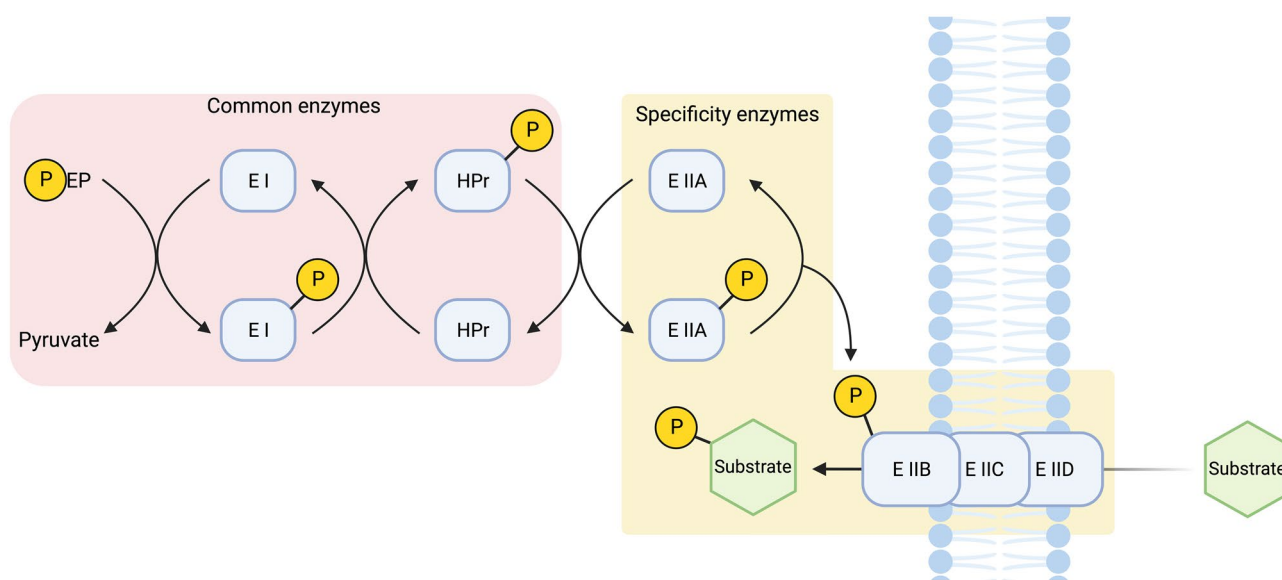 Common enzymes
Specificity enzymes
P
P EP
E I
HPr
E IIA
P
P
Pyruvate
E I
HPr
E IIA
P
P
Substrate
E IIB
E IIC
E IID
Substrate